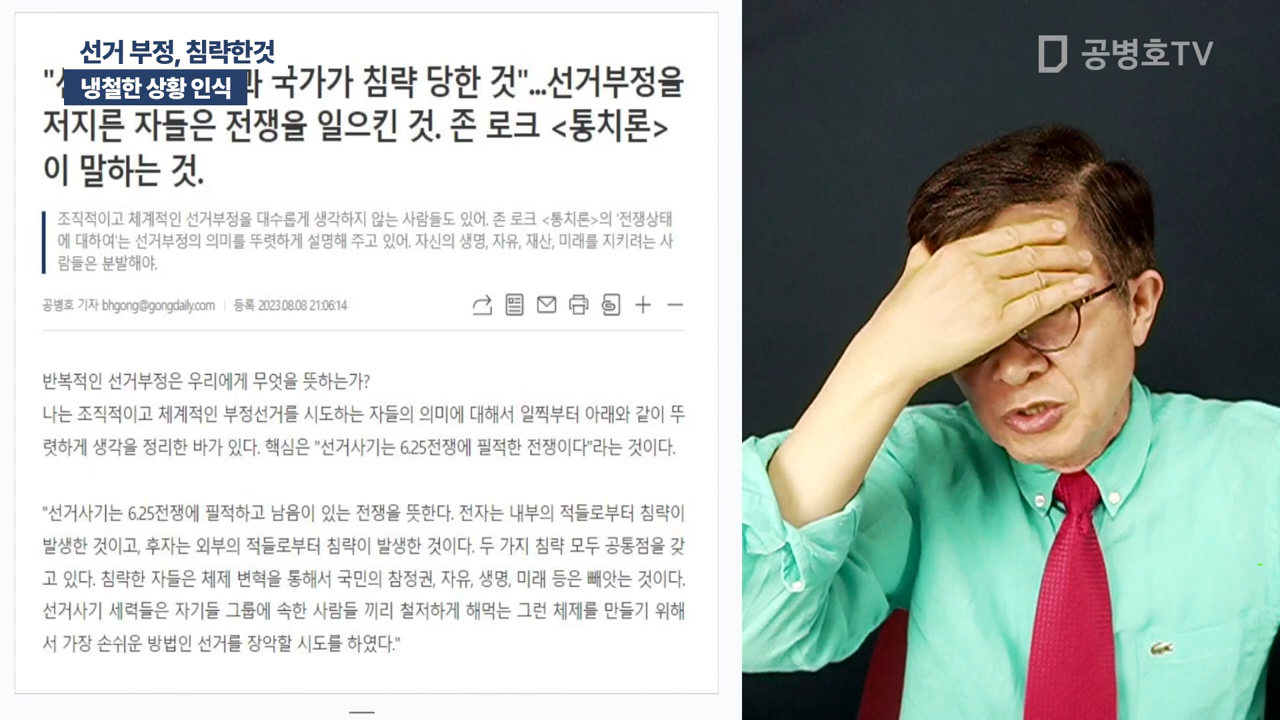 선거 부정, 침략한것
냉철한 상황 인식
공병호TV
과 국가가 침략 당한 것"...선거부정을
저지른 자들은 전쟁을 일으킨 것. 존 로크 <통치론>
이 말하는 것.
조직적이고 체계적인 선거부정을 대수롭게 생각하지 않는 사람들도 있어. 존 로크 <통치론>의 '전쟁상태
에 대하여'는 선거부정의 의미를 뚜렷하게 설명해 주고 있어. 자신의 생명, 자유, 재산, 미래를 지키려는 사
람들은 분발해야.
공병호 기자 bhgong@gongdaily.com | 등록 2023.08.08 21:06:14
반복적인 선거부정은 우리에게 무엇을 뜻하는가?
나는 조직적이고 체계적인 부정선거를 시도하는 자들의 의미에 대해서 일찍부터 아래와 같이 뚜
렷하게 생각을 정리한 바가 있다. 핵심은 "선거사기는 6.25전쟁에 필적한 전쟁이다"라는 것이다.
"선거사기는 6.25전쟁에 필적하고 남음이 있는 전쟁을 뜻한다. 전자는 내부의 적들로부터 침략이
발생한 것이고, 후자는 외부의 적들로부터 침략이 발생한 것이다. 두 가지 침략 모두 공통점을 갖
고 있다. 침략한 자들은 체제 변혁을 통해서 국민의 참정권, 자유, 생명, 미래 등은 빼앗는 것이다.
선거사기 세력들은 자기들 그룹에 속한 사람들 끼리 철저하게 해먹는 그런 체제를 만들기 위해
서 가장 손쉬운 방법인 선거를 장악할 시도를 하였다."